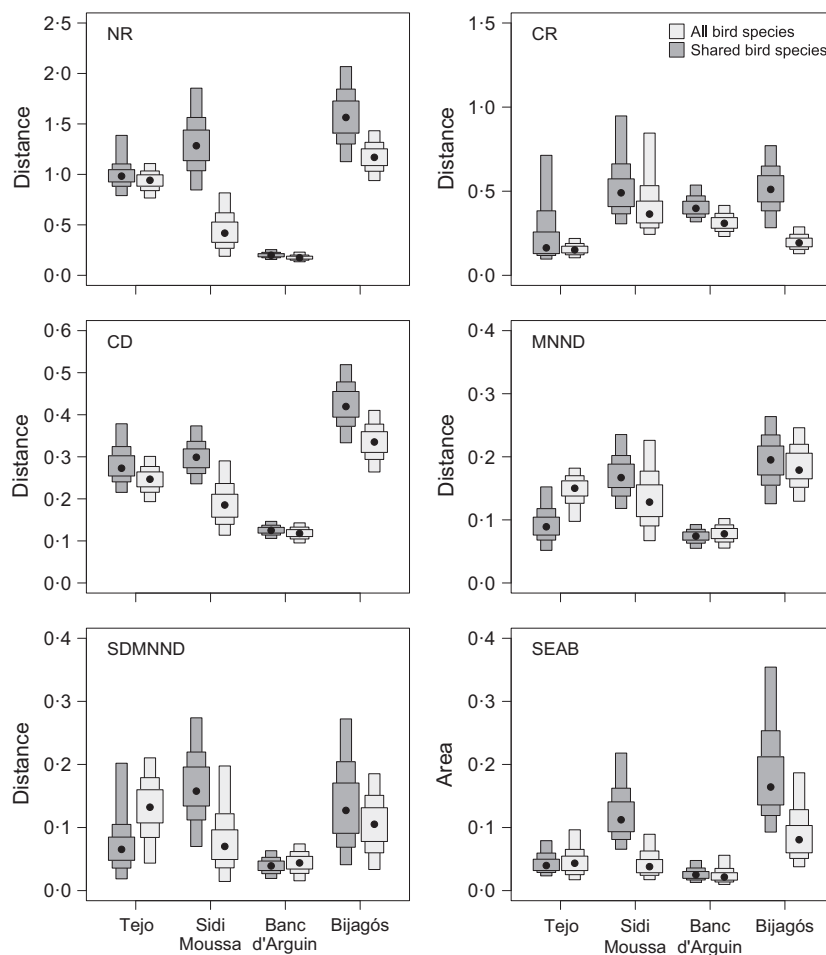 NR
2·5
2·0
1·5
1·0
0·5
0·0
Distance
CR
All bird species
Shared bird species
1·5
1·0
0·5
0·0
Distance
CD
0·6
0·5
0·4
0·3
0·2
0·1
0·0
Distance
MNND
0·4
0·3
0·2
0·1
0·0
Distance
SDMNND
0·4
0·3
0·2
0·1
0·0
Distance
Tejo
Sidi
Moussa
Banc
d'Arguin
Bijagós
SEAB
0·4
0·3
0·2
0·1
0·0
Area
Tejo
Sidi
Moussa
Banc
d'Arguin
Bijagós